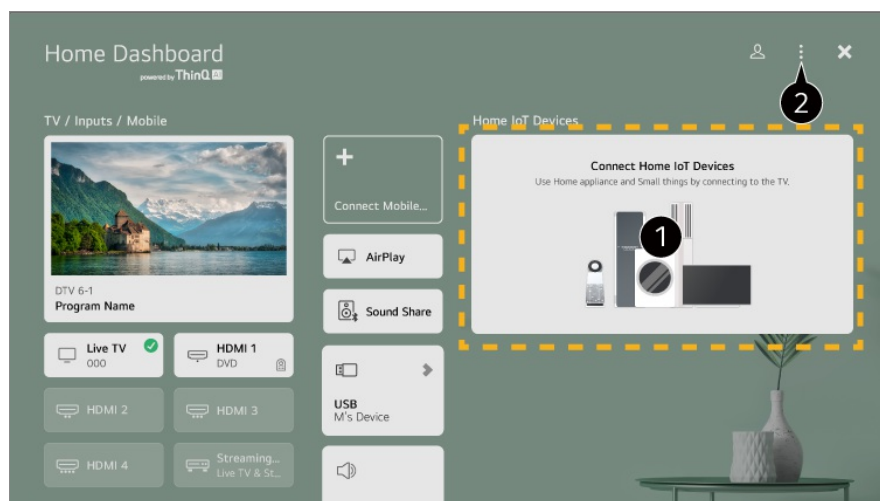 Home Dashboard
powered by ThinQ AI
2
TV / Inputs / Mobile
Home IoT Devices
Connect Mobile...
Connect Home IoT Devices
Use Home appliance and Small things by connecting to the TV.
1
AirPlay
DTV 6-1
Program Name
Sound Share
Live TV
000
HDMI 1
DVD
USB
M's Device
HDMI 2
HDMI 3
HDMI 4
Streaming...
Live TV & St...